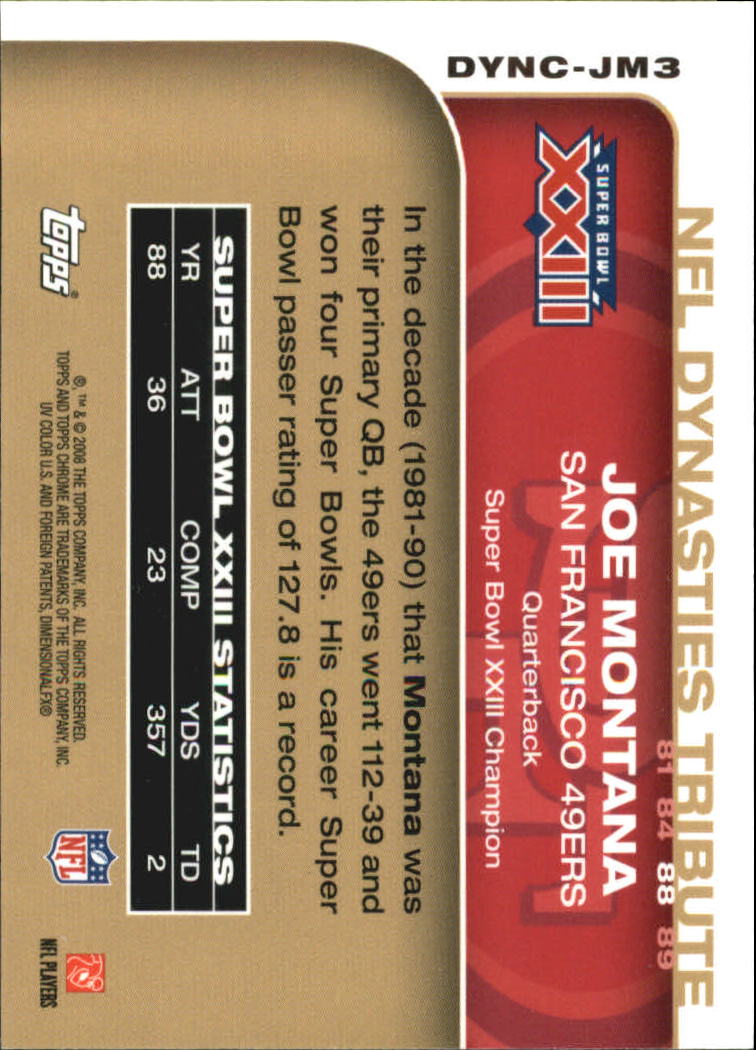 DYNC-JM3
NFL DYNASTIES TRIBUTE
81 84 88 89
SUPER BOWL
XXIII
JOE MONTANA
SAN FRANCISCO 49ERS
Quarterback
Super Bowl XXIII Champion
In the decade (1981-90) that Montana was
their primary QB, the 49ers went 112-39 and
won four Super Bowls. His career Super
Bowl passer rating of 127.8 is a record.
SUPER BOWL XXIII STATISTICS
YR ATT COMP YDS TD
88 36 23 357 2
topps®
®, ™ & © 2008 THE TOPPS COMPANY, INC. ALL RIGHTS RESERVED.
TOPPS AND TOPPS CHROME ARE TRADEMARKS OF THE TOPPS COMPANY, INC.
UV COLOR U.S. AND FOREIGN PATENTS, DIMENSIONALFX®
NFL
NFL PLAYERS